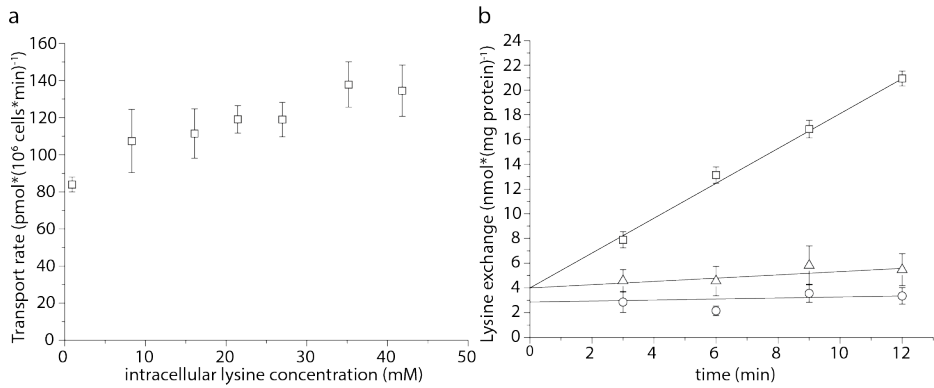 a
Transport rate (pmol*(10⁶ cells*min)⁻¹)
160
140
120
100
80
60
40
20
0
0 10 20 30 40 50
intracellular lysine concentration (mM)
b
Lysine exchange (nmol*(mg protein)⁻¹
24
22
20
18
16
14
12
10
8
6
4
2
0
0 2 4 6 8 10 12
time (min)